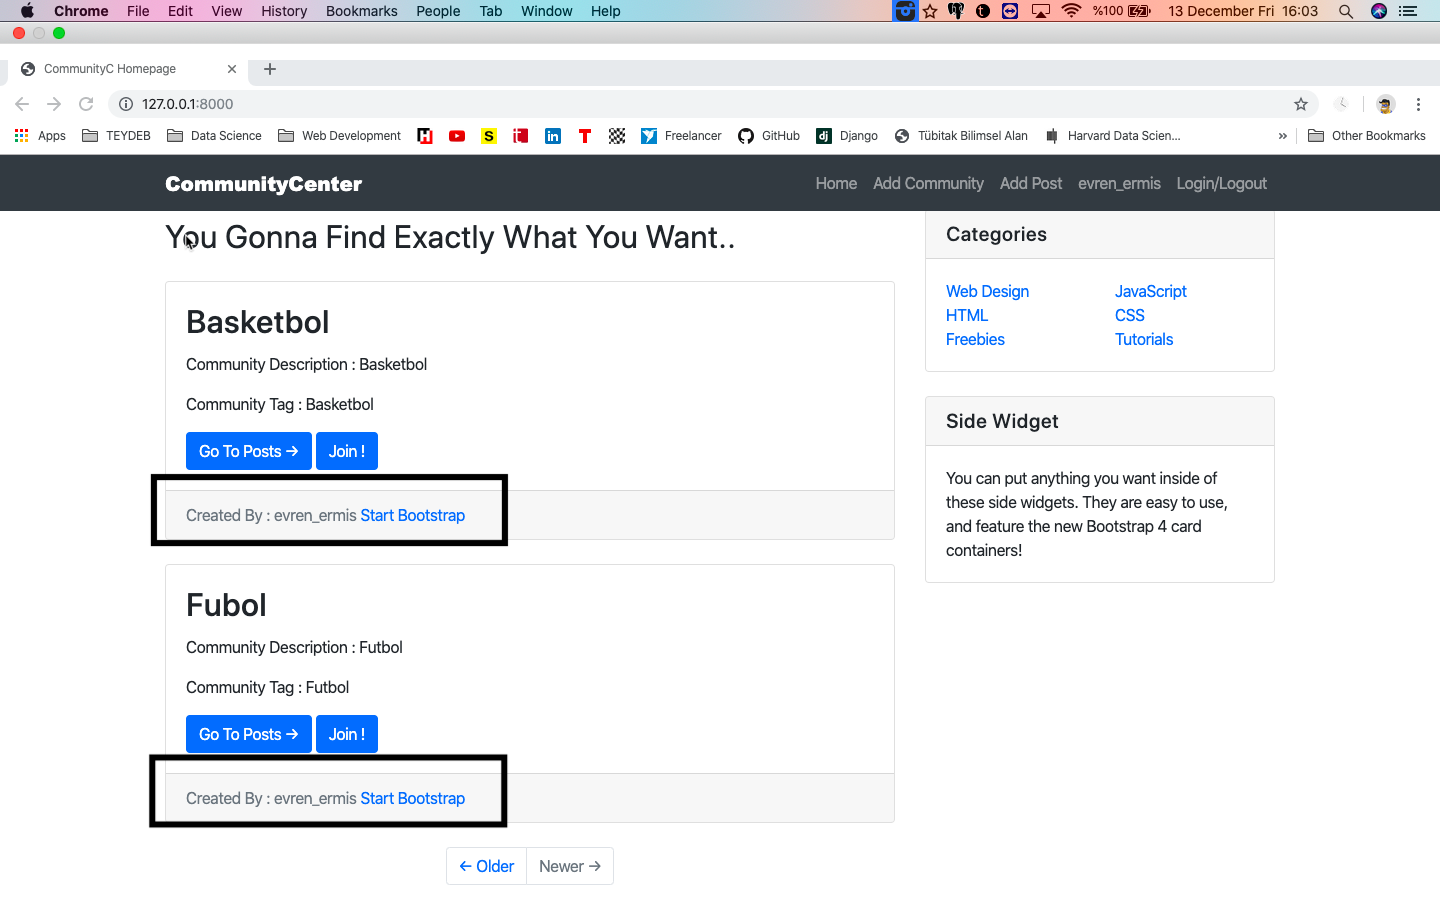 Chrome File Edit View History Bookmarks People Tab Window Help %100 13 December Fri 16:03
CommunityC Homepage
127.0.0.1:8000
Apps TEYDEB Data Science Web Development Freelancer GitHub dj Django Tübitak Bilimsel Alan Harvard Data Scien... » Other Bookmarks
CommunityCenter Home Add Community Add Post evren_ermis Login/Logout
You Gonna Find Exactly What You Want..
Basketbol
Community Description : Basketbol
Community Tag : Basketbol
Go To Posts → Join !
Created By : evren_ermis Start Bootstrap
Fubol
Community Description : Futbol
Community Tag : Futbol
Go To Posts → Join !
Created By : evren_ermis Start Bootstrap
← Older Newer →
Categories
Web Design JavaScript
HTML CSS
Freebies Tutorials
Side Widget
You can put anything you want inside of
these side widgets. They are easy to use,
and feature the new Bootstrap 4 card
containers!